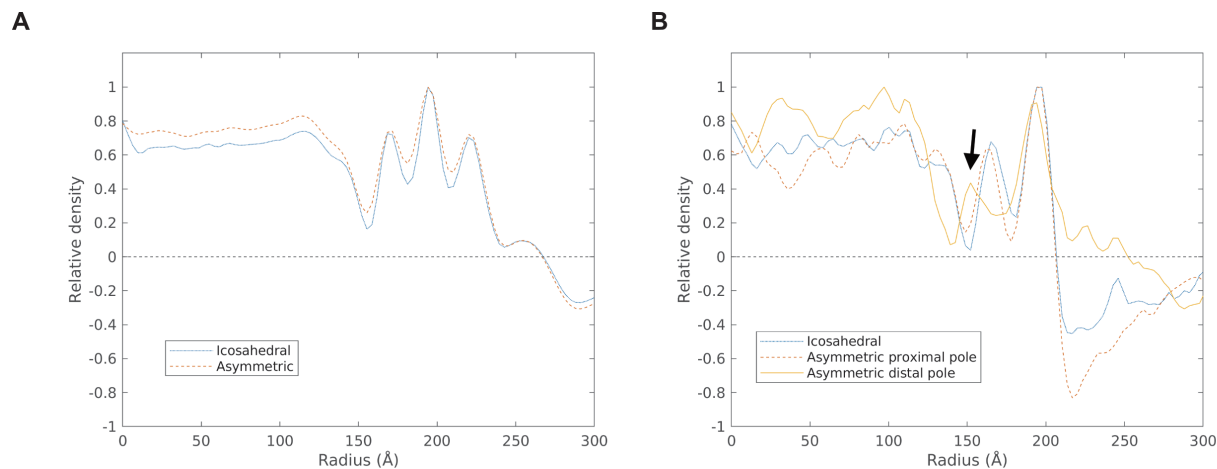 A
B
Relative density
1
0.8
0.6
0.4
0.2
0
-0.2
-0.4
-0.6
-0.8
-1
0 50 100 150 200 250 300
Radius (Å)
Icosahedral
Asymmetric
Relative density
1
0.8
0.6
0.4
0.2
0
-0.2
-0.4
-0.6
-0.8
-1
0 50 100 150 200 250 300
Radius (Å)
Icosahedral
Asymmetric proximal pole
Asymmetric distal pole